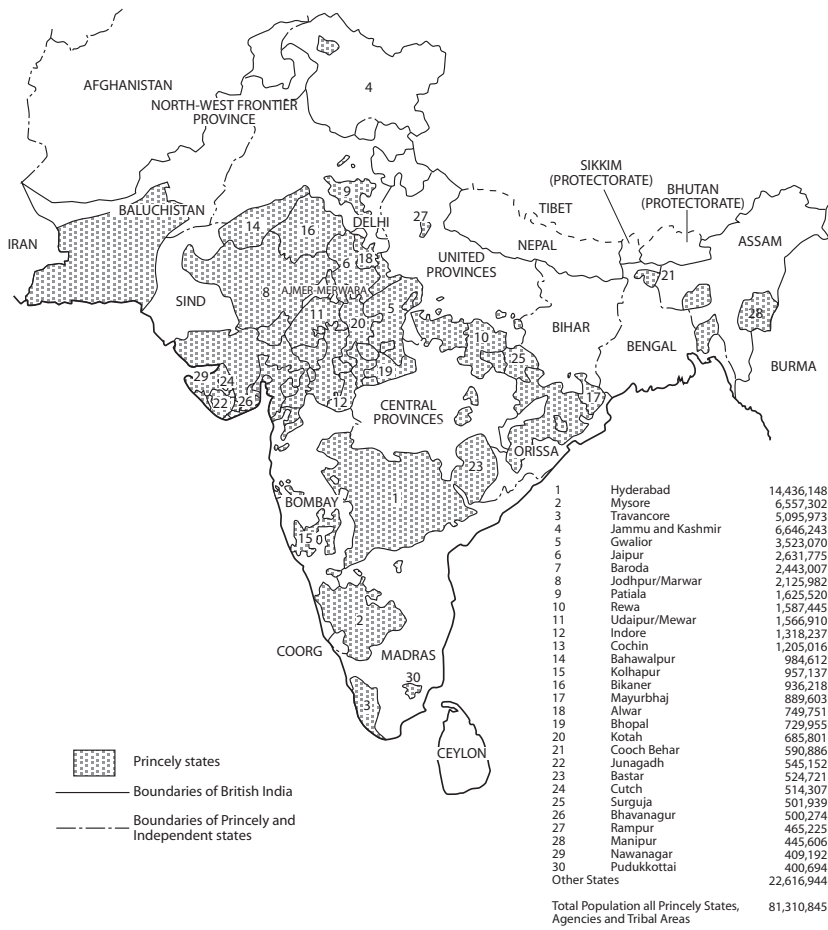 4
AFGHANISTAN
NORTH-WEST FRONTIER
PROVINCE
SIKKIM
(PROTECTORATE)
BHUTAN
(PROTECTORATE)
9
BALUCHISTAN
27
TIBET
14
16
DELHI
ASSAM
IRAN
NEPAL
18
6
UNITED
PROVINCES
21
SIND
8
AJMER-MERWARA
5
11
20
28
10
BIHAR
BENGAL
25
BURMA
19
29
24
12
17
22
26
CENTRAL
PROVINCES
ORISSA
23
1
BOMBAY
15
2
COORG
MADRAS
30
3
CEYLON
1 Hyderabad 14,436,148
2 Mysore 6,557,302
3 Travancore 5,095,973
4 Jammu and Kashmir 6,646,243
5 Gwalior 3,523,070
6 Jaipur 2,631,775
7 Baroda 2,443,007
8 Jodhpur/Marwar 2,125,982
9 Patiala 1,625,520
10 Rewa 1,587,445
11 Udaipur/Mewar 1,566,910
12 Indore 1,318,237
13 Cochin 1,205,016
14 Bahawalpur 984,612
15 Kolhapur 957,137
16 Bikaner 936,218
17 Mayurbhaj 889,603
18 Alwar 749,751
19 Bhopal 729,955
20 Kotah 685,801
21 Cooch Behar 590,886
22 Junagadh 545,152
23 Bastar 524,721
24 Cutch 514,307
25 Surguja 501,939
26 Bhavanagur 500,274
27 Rampur 465,225
28 Manipur 445,606
29 Nawanagar 409,192
30 Pudukkottai 400,694
Other States 22,616,944
Total Population all Princely States, 81,310,845
Agencies and Tribal Areas
Princely states
Boundaries of British India
Boundaries of Princely and
Independent states